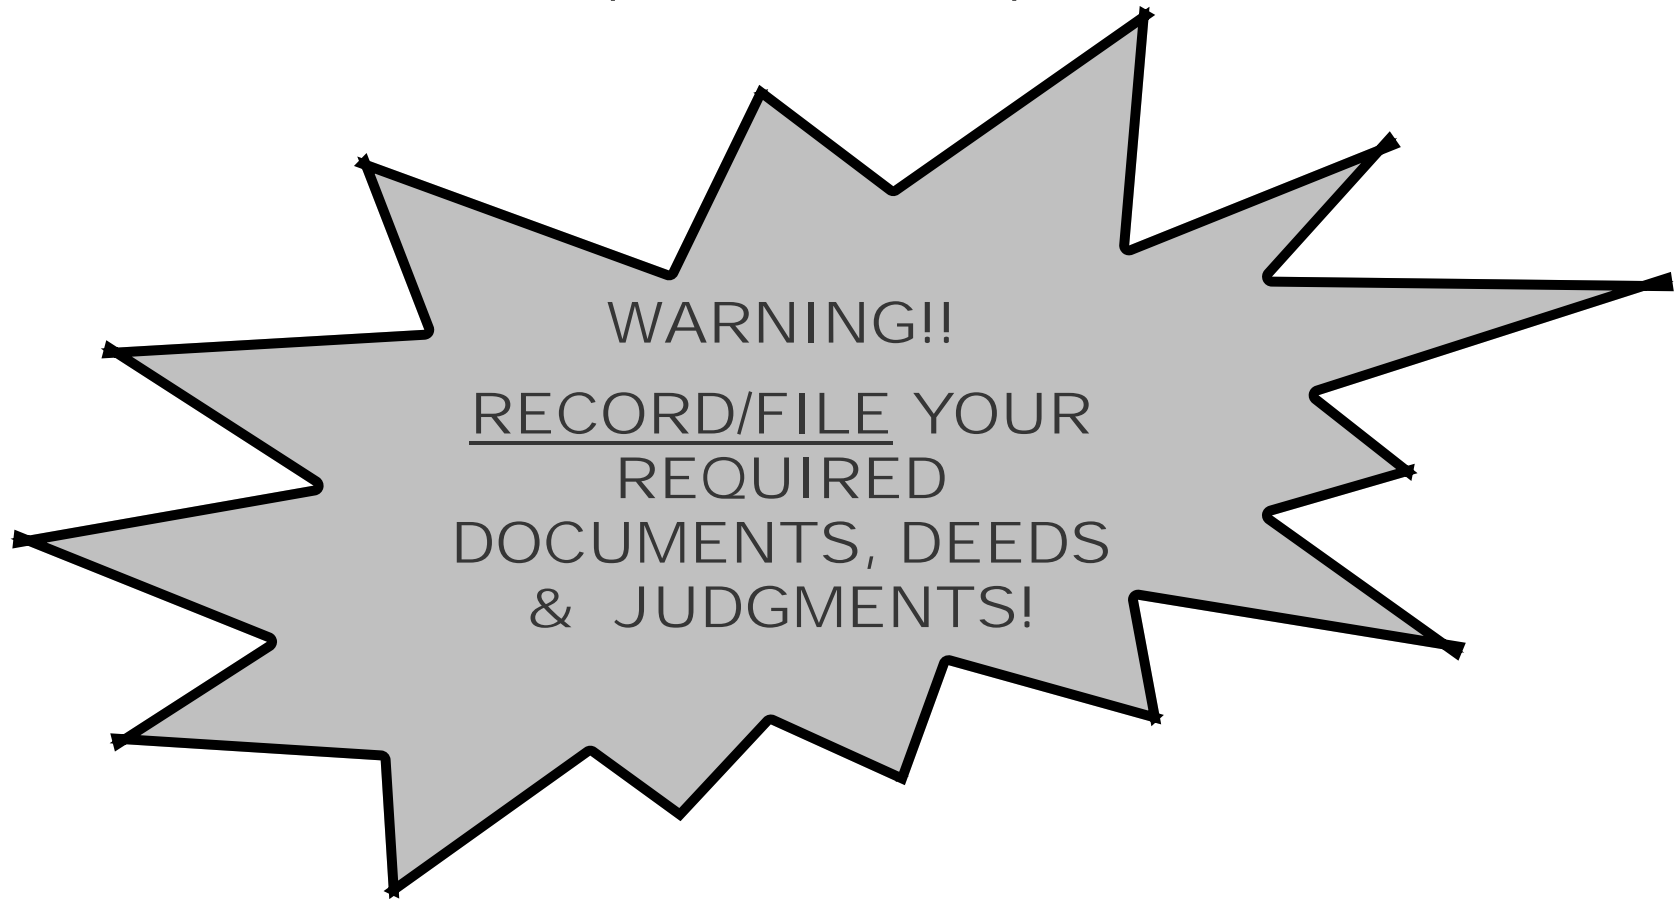 WARNING!!
RECORD/FILE YOUR
REQUIRED
DOCUMENTS, DEEDS
& JUDGMENTS!